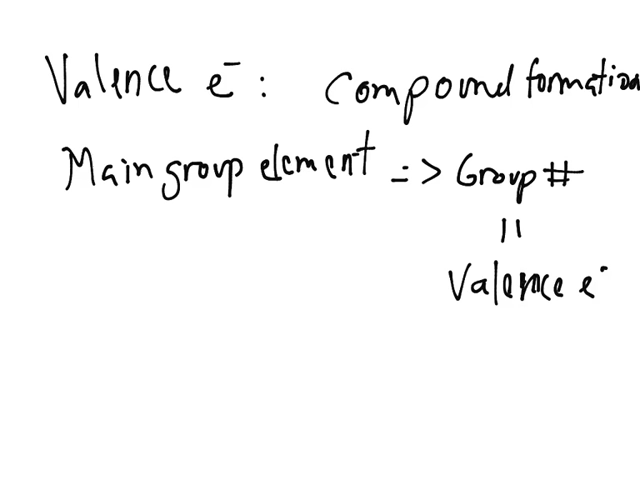 Valence e⁻ : Compound formation
Main group element => Group #
||
Valence e⁻